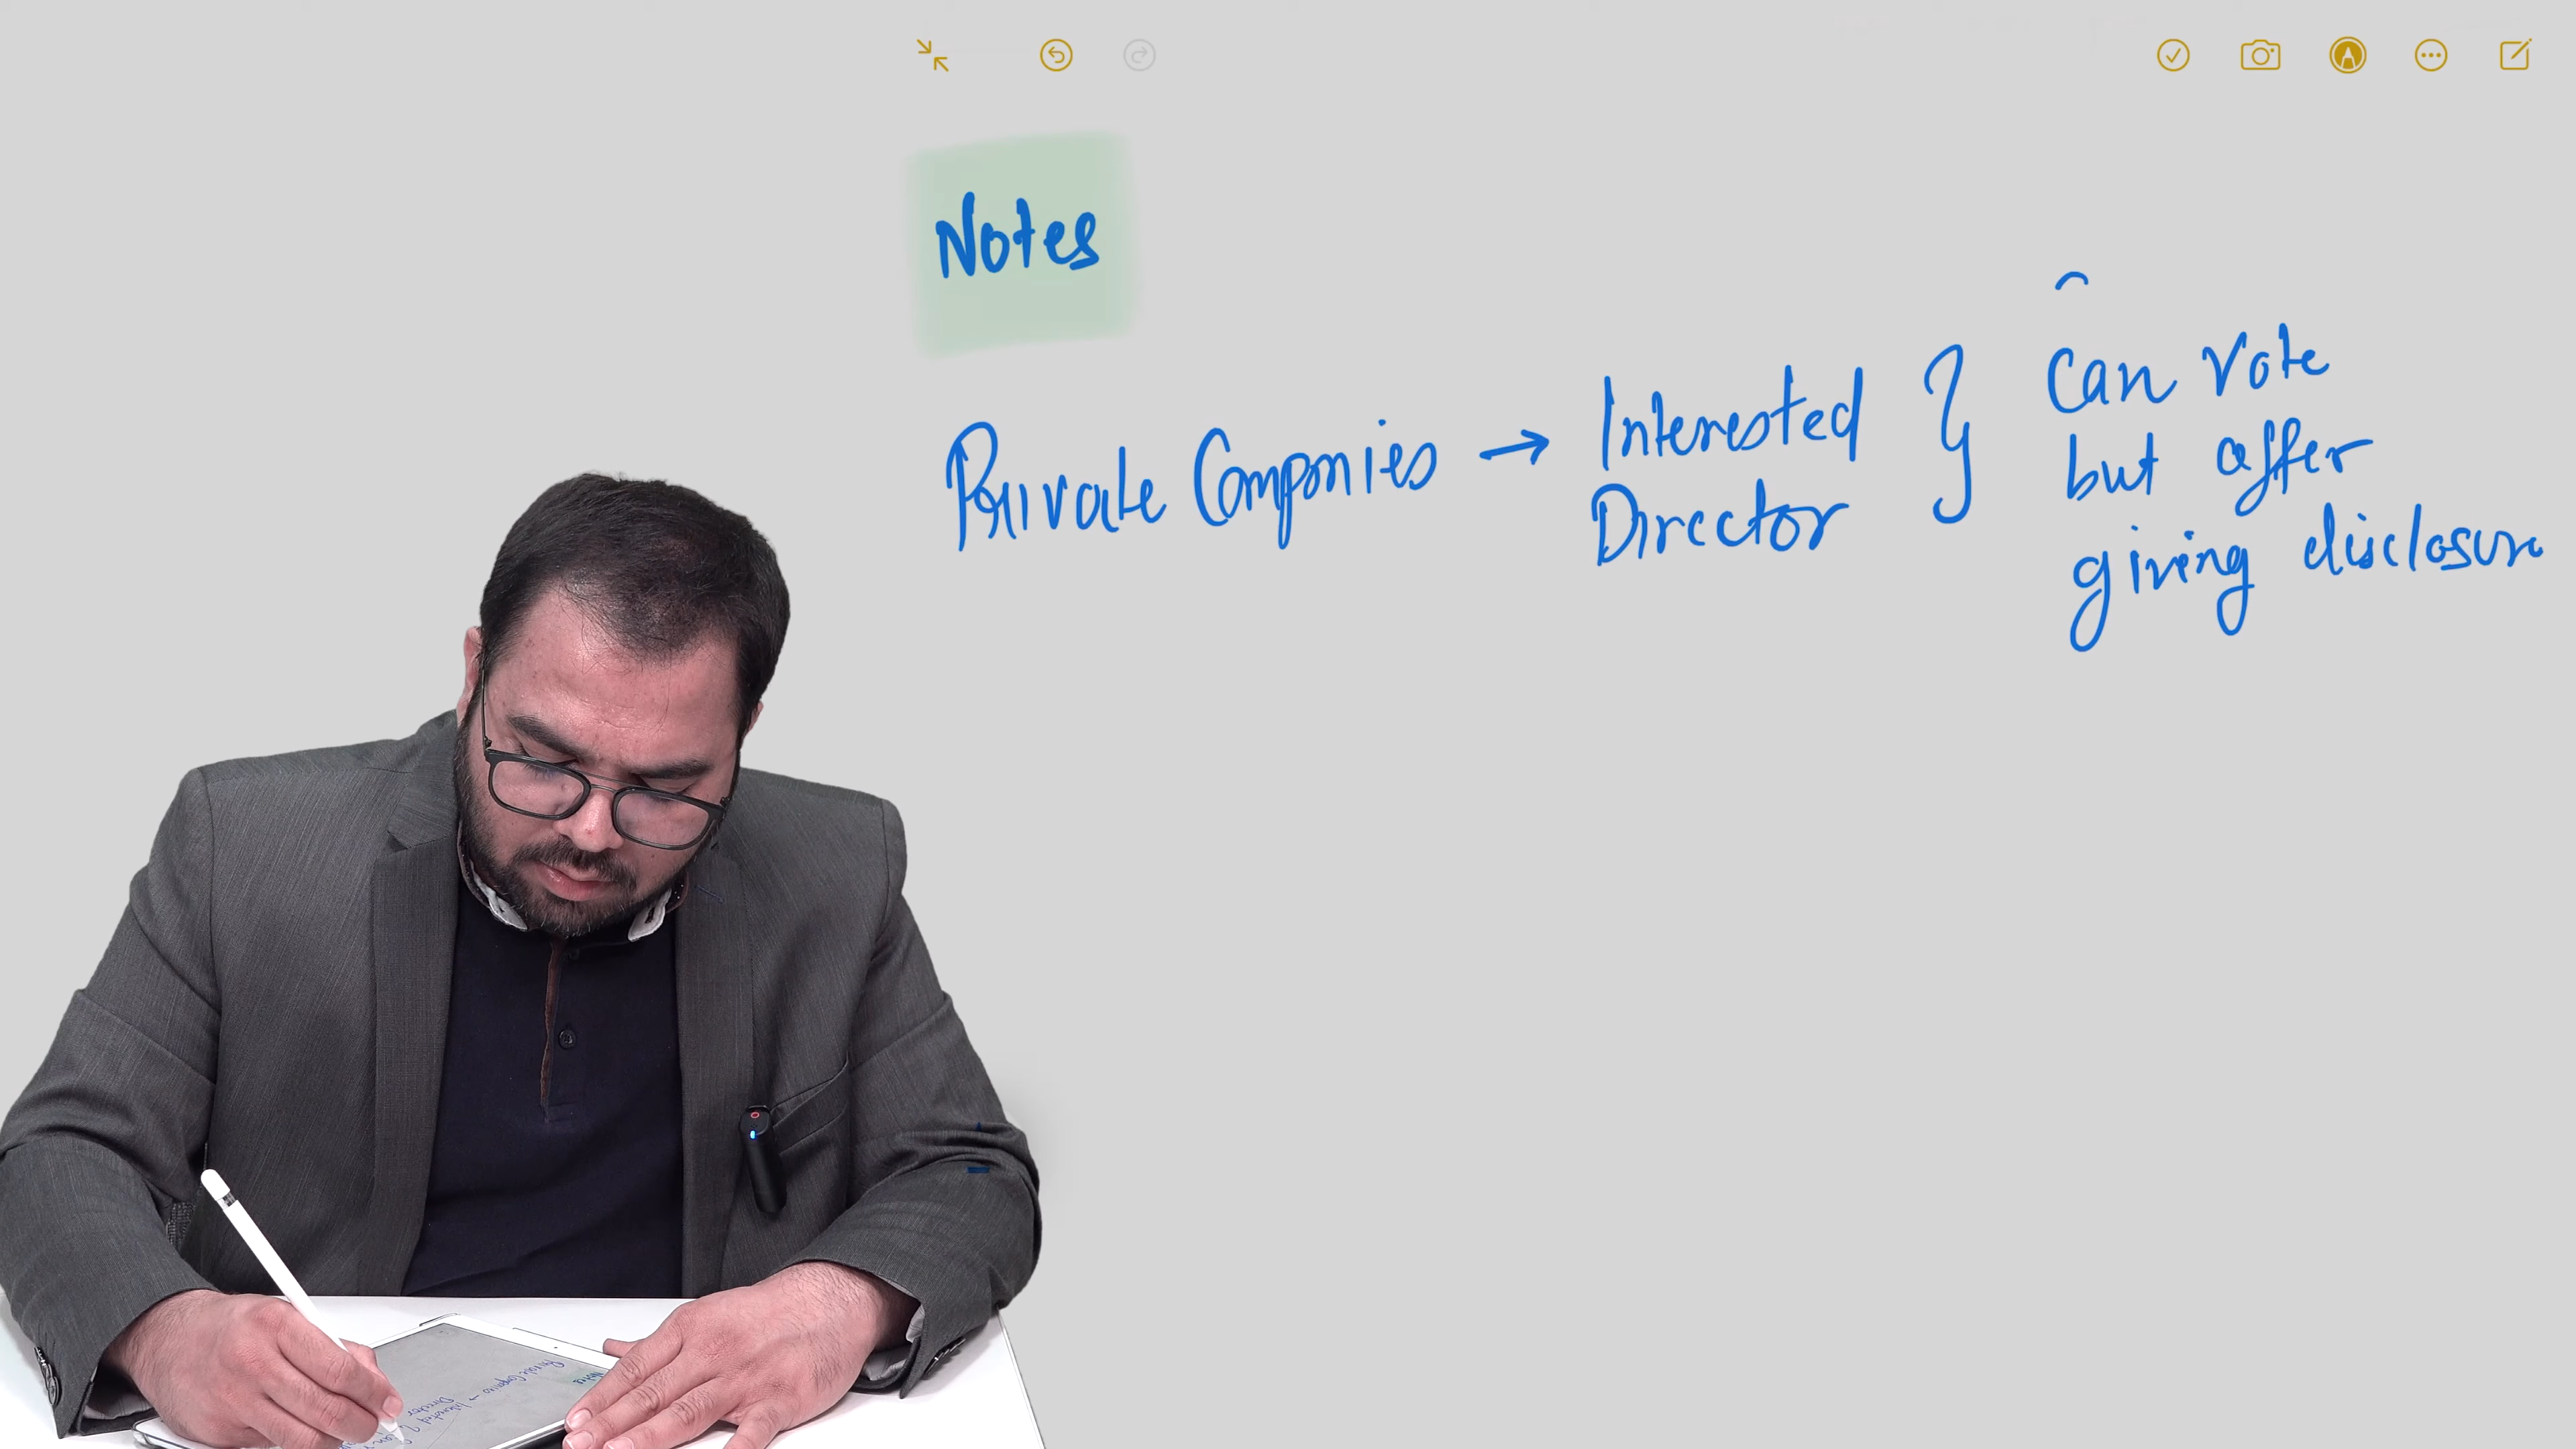 Notes
Private Companies → Interested Director } Can Vote
but after
giving disclosure